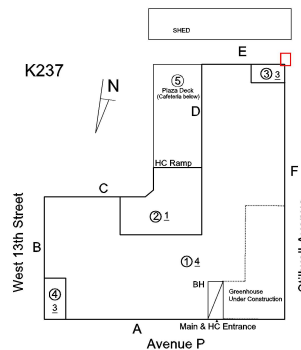 SHED
E
K237
③ 3
N
⑤
Plaza Deck
(Cafeteria below)
D
HC Ramp
F
C
② 1
West 13th Street
B
① 4
BH
Greenhouse
Under Construction
④
3
A
Main & HC Entrance
Avenue P